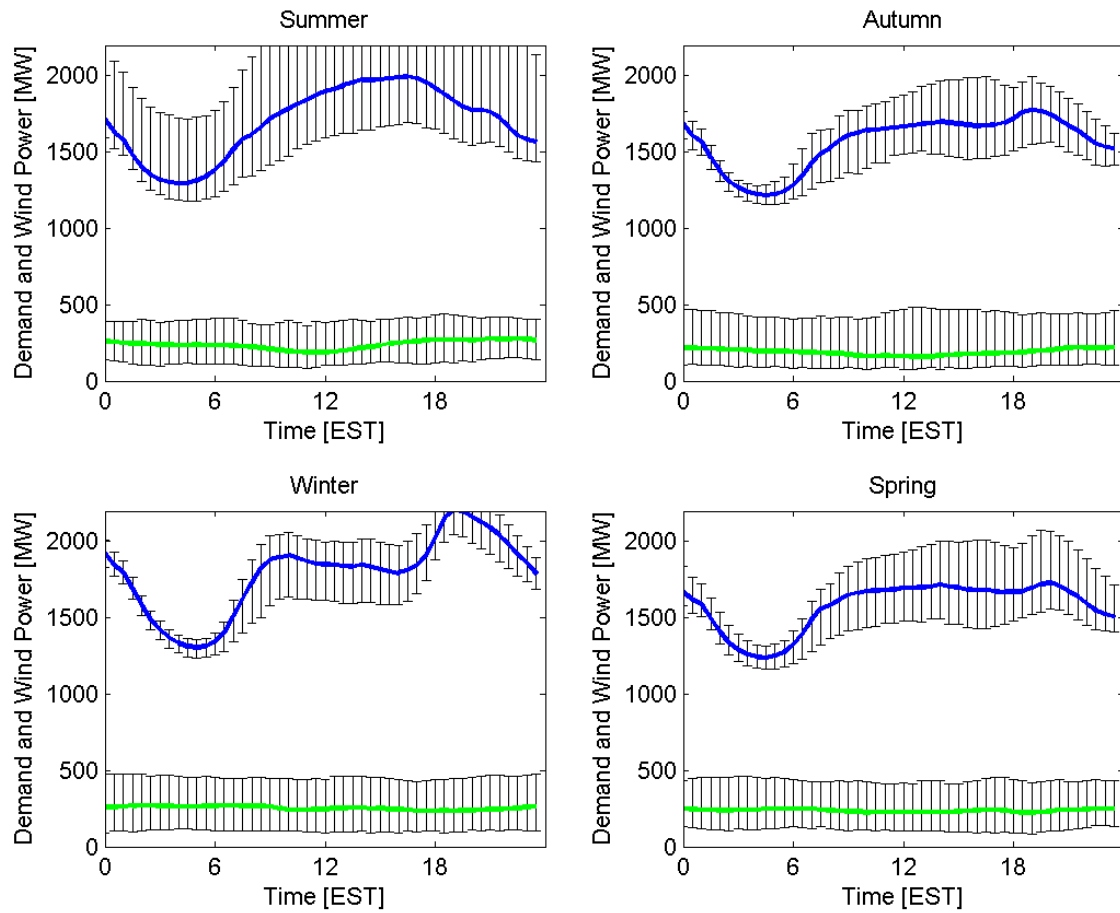 Summer
Demand and Wind Power [MW]
2000
1500
1000
500
0
0 6 12 18
Time [EST]
Autumn
Demand and Wind Power [MW]
2000
1500
1000
500
0
0 6 12 18
Time [EST]
Winter
Demand and Wind Power [MW]
2000
1500
1000
500
0
0 6 12 18
Time [EST]
Spring
Demand and Wind Power [MW]
2000
1500
1000
500
0
0 6 12 18
Time [EST]